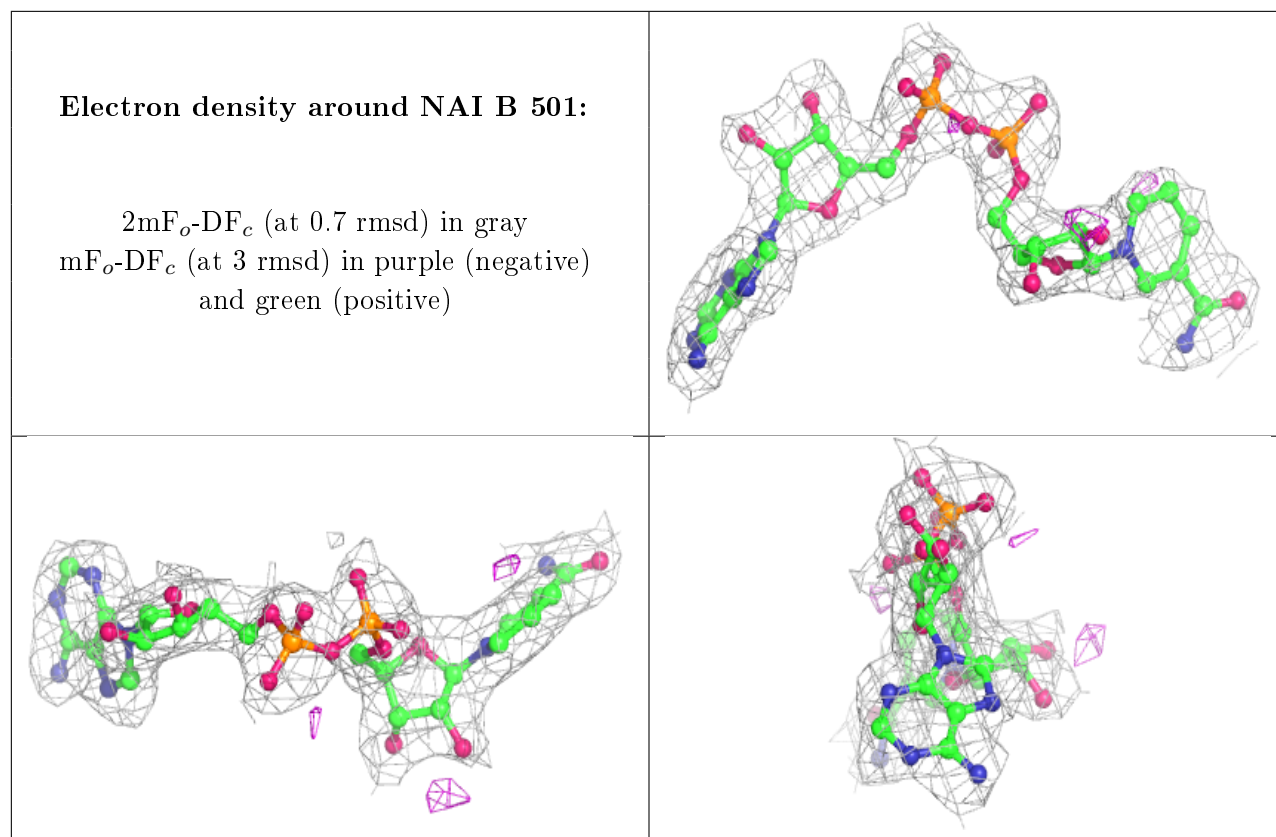 Electron density around NAI B 501:
2mFo-DFc (at 0.7 rmsd) in gray
mFo-DFc (at 3 rmsd) in purple (negative)
and green (positive)